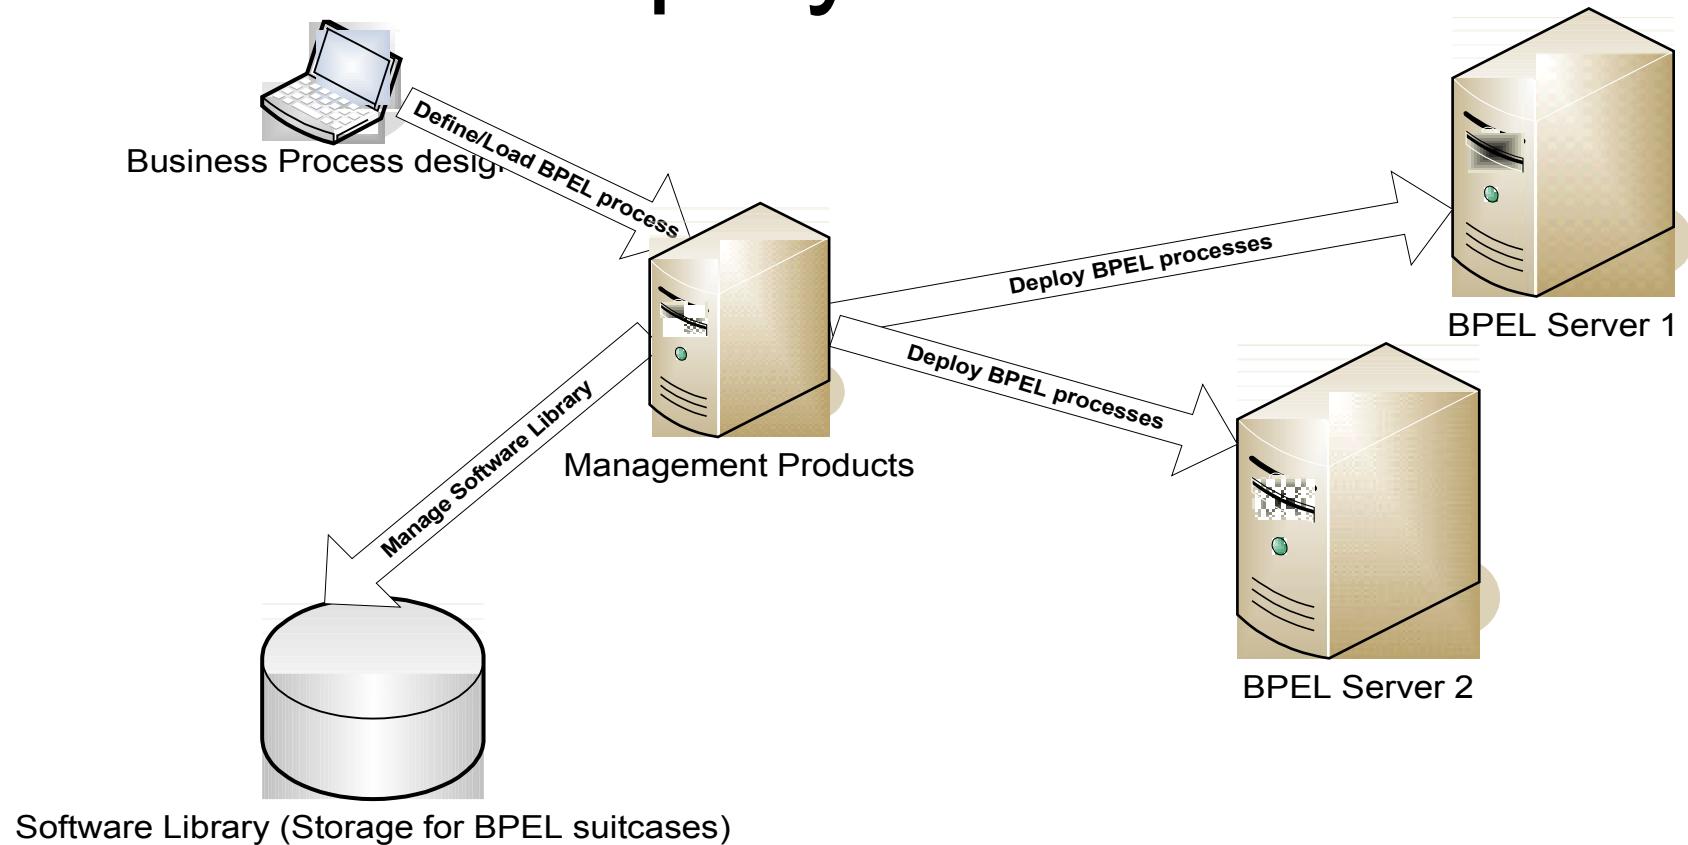 Business Process desig
Define/Load BPEL process
Deploy BPEL processes
BPEL Server 1
Deploy BPEL processes
Manage Software Library
Management Products
BPEL Server 2
Software Library (Storage for BPEL suitcases)